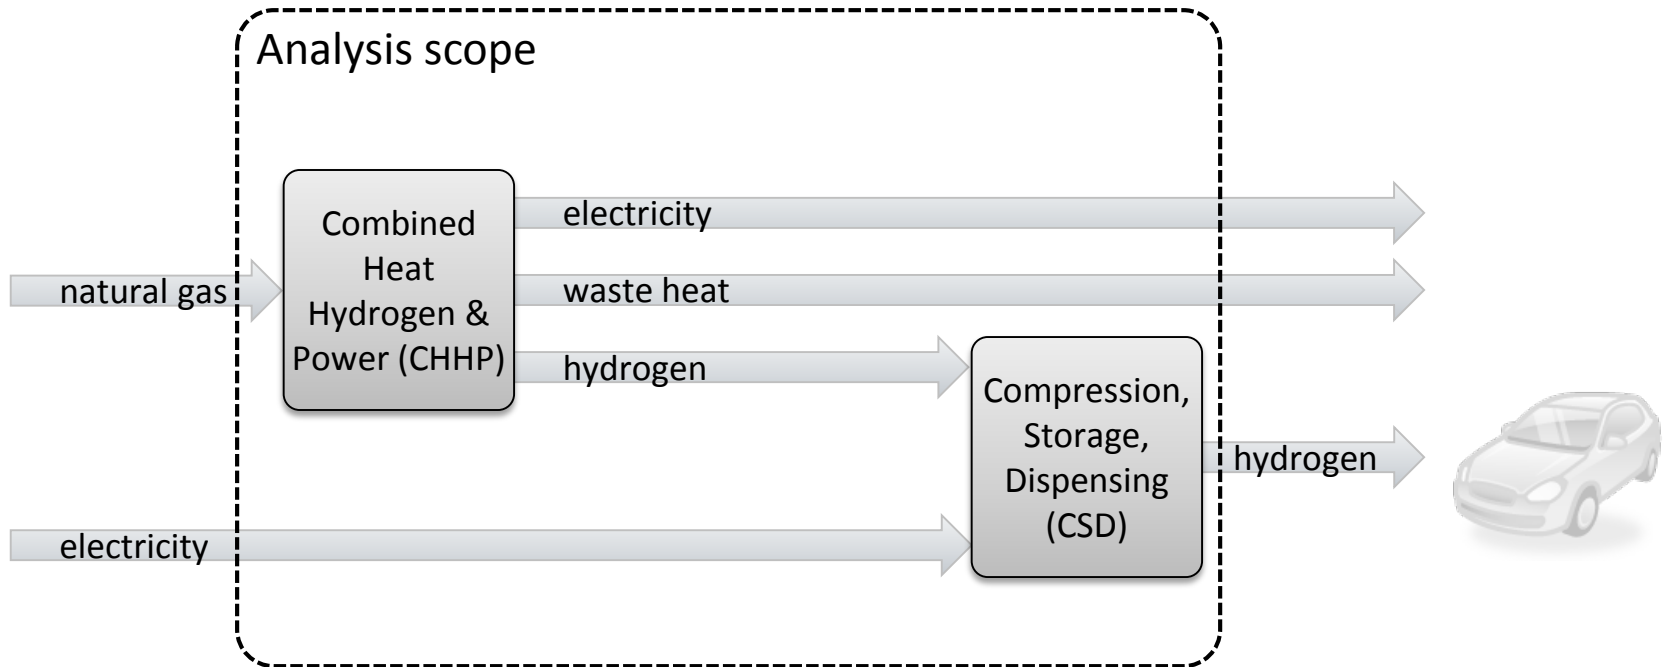 Analysis scope
Combined
Heat
Hydrogen &
Power (CHHP)
electricity
natural gas
waste heat
hydrogen
Compression,
Storage,
Dispensing
(CSD)
hydrogen
electricity